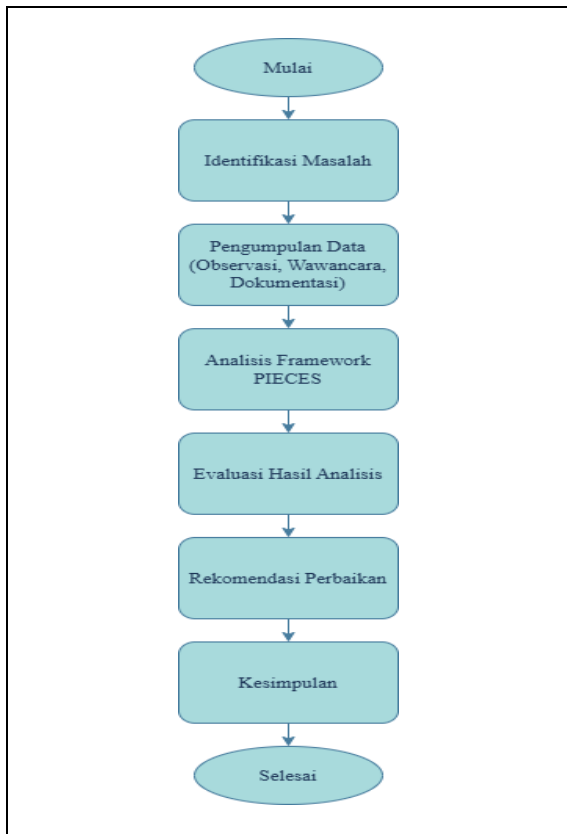 Mulai
Identifikasi Masalah
Pengumpulan Data
(Observasi, Wawancara,
Dokumentasi)
Analisis Framework
PIECES
Evaluasi Hasil Analisis
Rekomendasi Perbaikan
Kesimpulan
Selesai